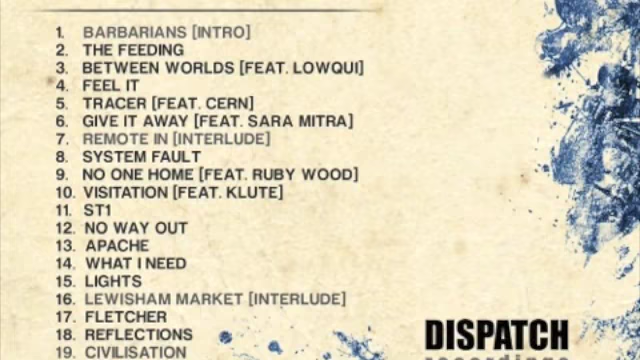 1. BARBARIANS [INTRO]
2. THE FEEDING
3. BETWEEN WORLDS [FEAT. LOWQUI]
4. FEEL IT
5. TRACER [FEAT. CERN]
6. GIVE IT AWAY [FEAT. SARA MITRA]
7. REMOTE IN [INTERLUDE]
8. SYSTEM FAULT
9. NO ONE HOME [FEAT. RUBY WOOD]
10. VISITATION [FEAT. KLUTE]
11. ST1
12. NO WAY OUT
13. APACHE
14. WHAT I NEED
15. LIGHTS
16. LEWISHAM MARKET [INTERLUDE]
17. FLETCHER
18. REFLECTIONS
19. CIVILISATION
DISPATCH